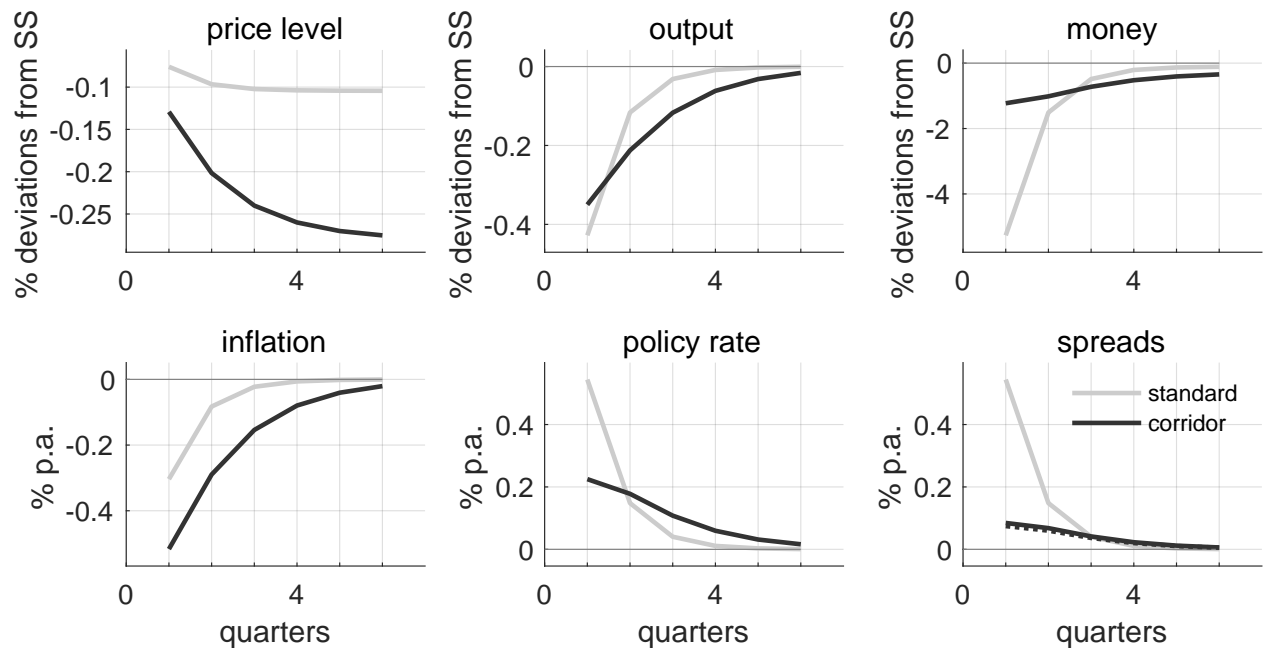 price level
% deviations from SS
-0.1
-0.15
-0.2
-0.25
0 4
output
% deviations from SS
0
-0.2
-0.4
0 4
money
% deviations from SS
0
-2
-4
0 4
inflation
% p.a.
0
-0.2
-0.4
0 4
quarters
policy rate
% p.a.
0.4
0.2
0
0 4
quarters
spreads
standard
corridor
% p.a.
0.4
0.2
0
0 4
quarters